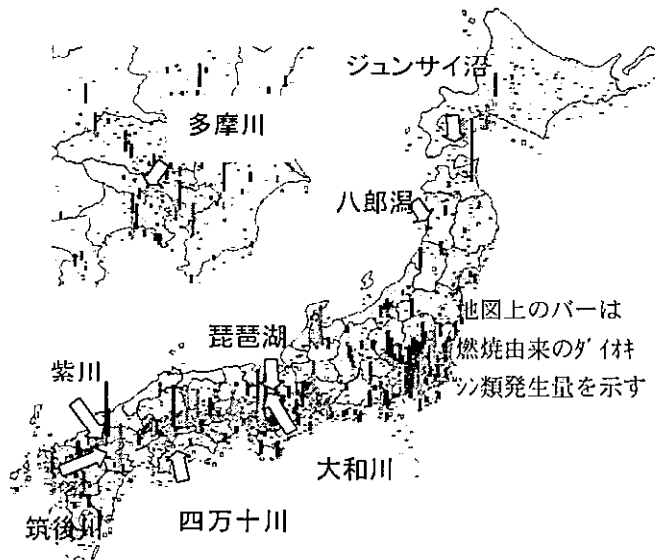 ジュンサイ沼
多摩川
八郎潟
琵琶湖
地図上のバーは
燃焼由来のダイオキ
シン類発生量を示す
紫川
大和川
筑後川
四万十川